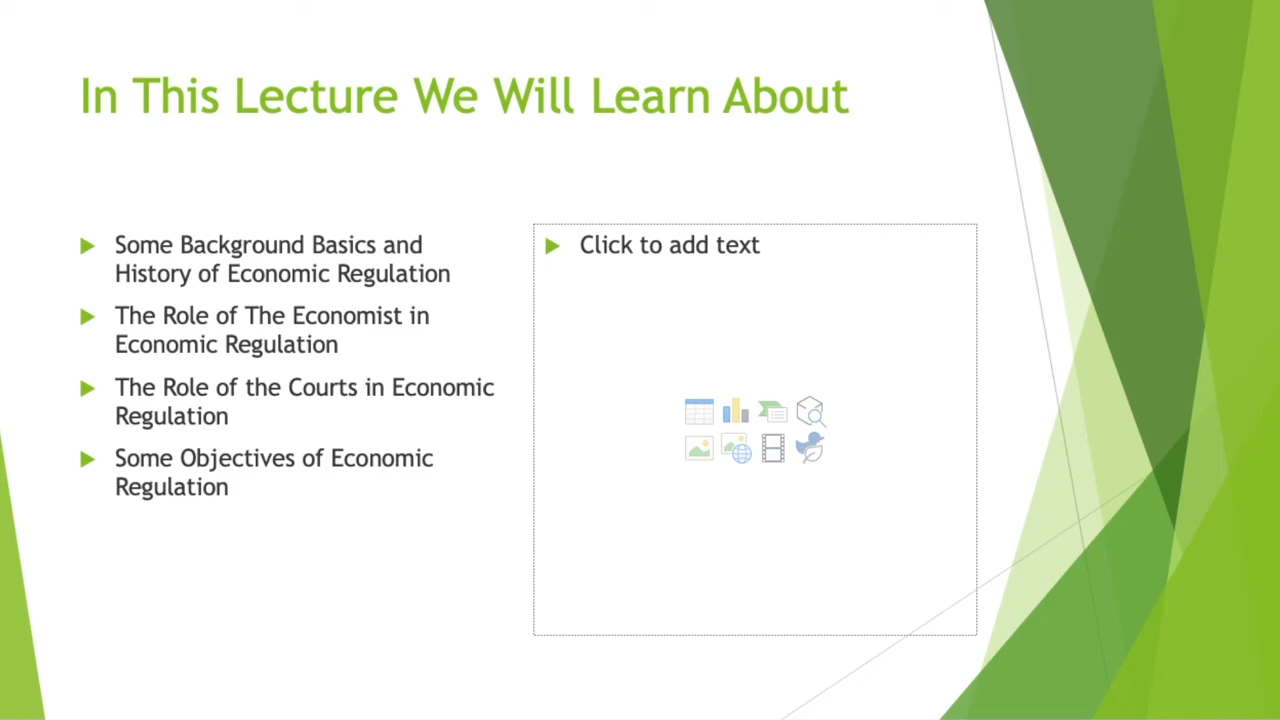 In This Lecture We Will Learn About
Some Background Basics and
History of Economic Regulation
The Role of The Economist in
Economic Regulation
The Role of the Courts in Economic
Regulation
Some Objectives of Economic
Regulation
Click to add text